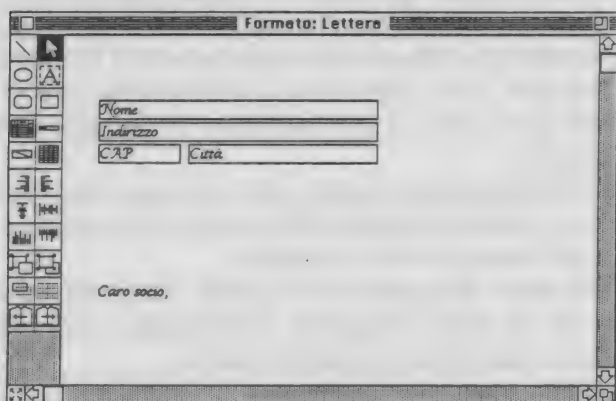 Formato: Lettera
A
Nome
Indirizzo
CAP Città
Caro socio,